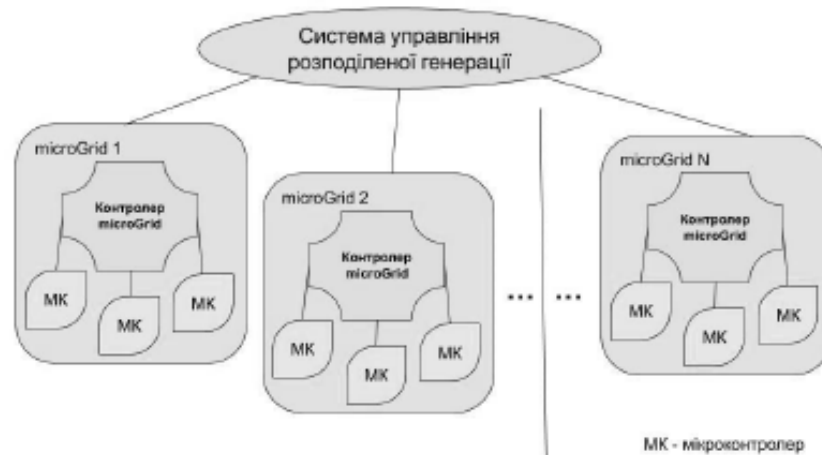 Система управління
розподіленої генерації
microGrid 1
Контролер
microGrid
МК
МК
МК
microGrid 2
Контролер
microGrid
МК
МК
МК
... ...
microGrid N
Контролер
microGrid
МК
МК
МК
МК - мікроконтролер